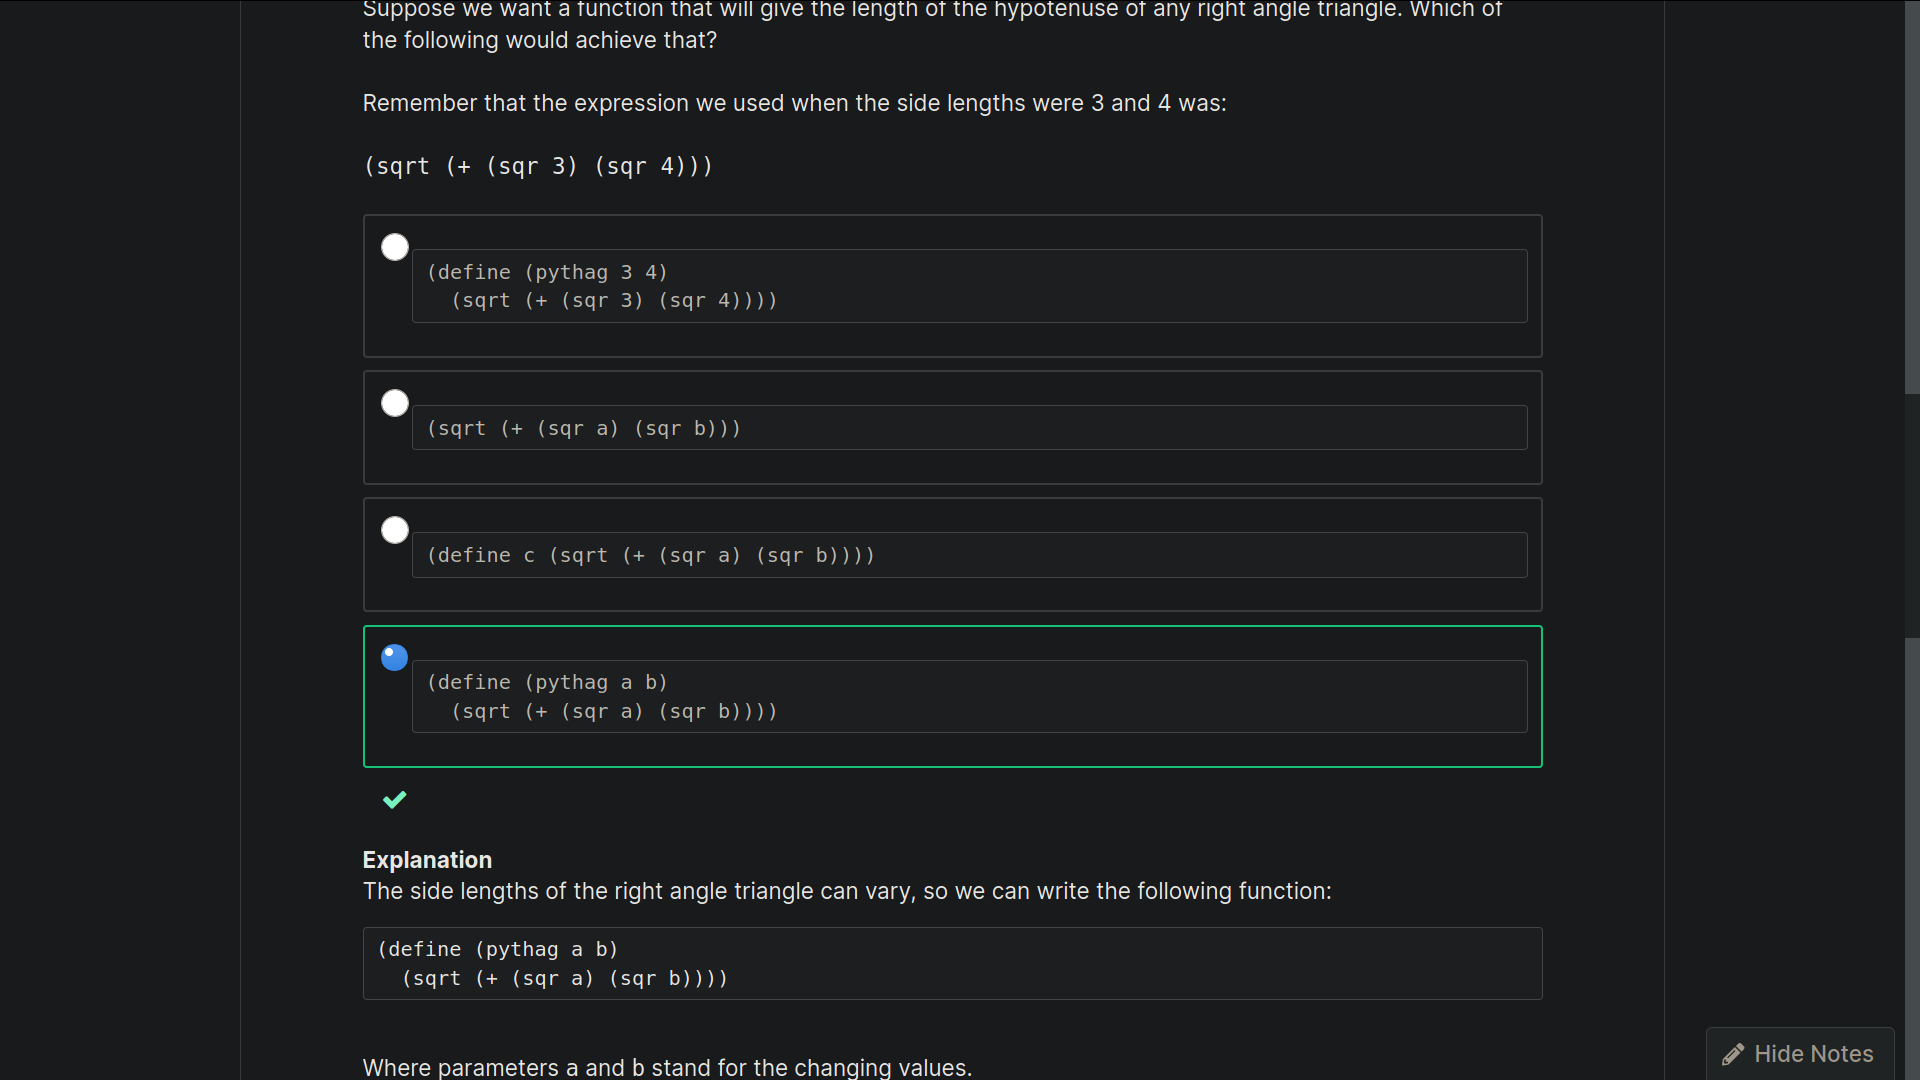 Suppose we want a function that will give the length of the hypotenuse of any right angle triangle. Which of
the following would achieve that?
Remember that the expression we used when the side lengths were 3 and 4 was:
(sqrt (+ (sqr 3) (sqr 4)))
(define (pythag 3 4)
  (sqrt (+ (sqr 3) (sqr 4))))
(sqrt (+ (sqr a) (sqr b)))
(define c (sqrt (+ (sqr a) (sqr b))))
(define (pythag a b)
  (sqrt (+ (sqr a) (sqr b))))
Explanation
The side lengths of the right angle triangle can vary, so we can write the following function:
(define (pythag a b)
  (sqrt (+ (sqr a) (sqr b))))
Where parameters a and b stand for the changing values.
Hide Notes